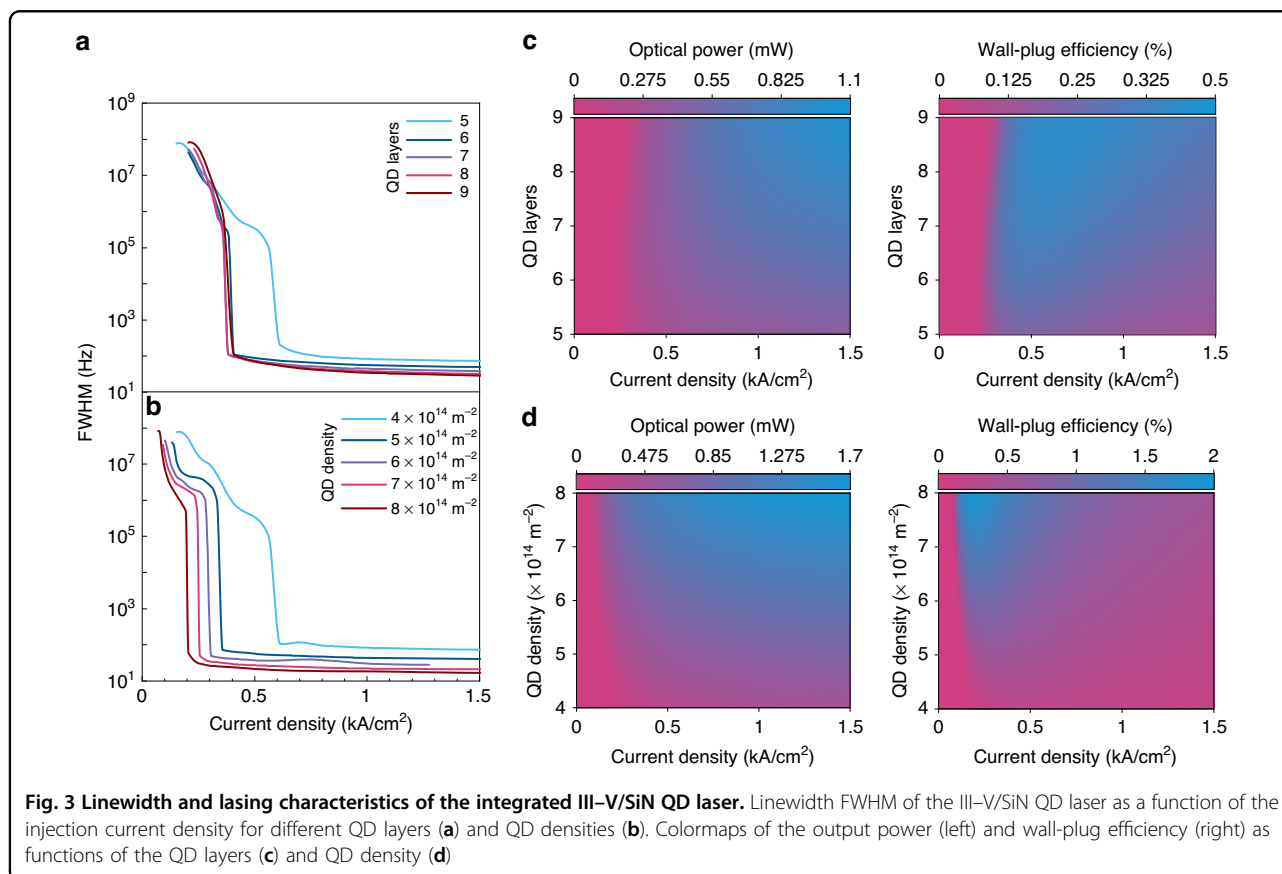 a
FWHM (Hz)
10⁹
10⁷
10⁵
10³
10¹
QD layers
5
6
7
8
9
b
10⁷
10⁵
10³
10¹
QD density
4 × 10¹⁴ m⁻²
5 × 10¹⁴ m⁻²
6 × 10¹⁴ m⁻²
7 × 10¹⁴ m⁻²
8 × 10¹⁴ m⁻²
0 0.5 1 1.5
Current density (kA/cm²)
c
Optical power (mW)
0 0.275 0.55 0.825 1.1
QD layers
9
8
7
6
5
0 0.5 1 1.5
Current density (kA/cm²)
Wall-plug efficiency (%)
0 0.125 0.25 0.325 0.5
QD layers
9
8
7
6
5
0 0.5 1 1.5
Current density (kA/cm²)
d
Optical power (mW)
0 0.475 0.85 1.275 1.7
QD density (× 10¹⁴ m⁻²)
8
7
6
5
4
0 0.5 1 1.5
Current density (kA/cm²)
Wall-plug efficiency (%)
0 0.5 1 1.5 2
QD density (× 10¹⁴ m⁻²)
8
7
6
5
4
0 0.5 1 1.5
Current density (kA/cm²)
Fig. 3 Linewidth and lasing characteristics of the integrated III–V/SiN QD laser. Linewidth FWHM of the III–V/SiN QD laser as a function of the
injection current density for different QD layers (a) and QD densities (b). Colormaps of the output power (left) and wall-plug efficiency (right) as
functions of the QD layers (c) and QD density (d)